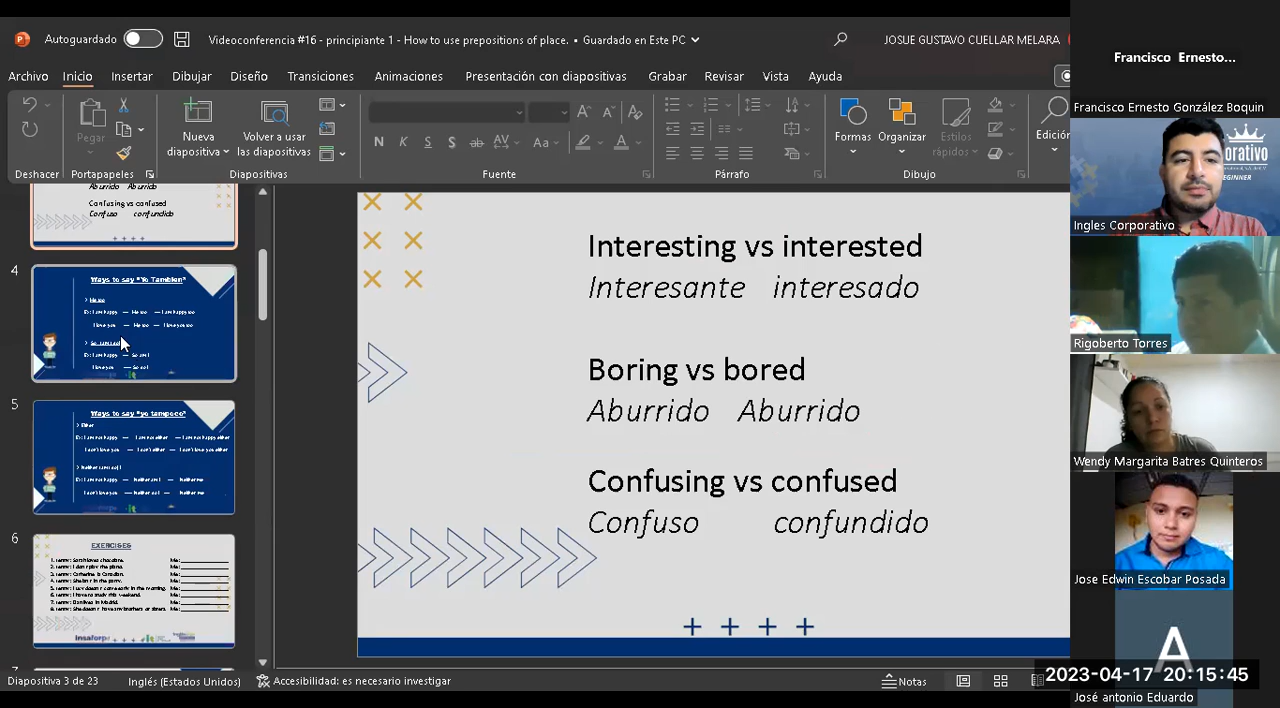 Autoguardado
Videoconferencia #16 - principiante 1 - How to use prepositions of place. • Guardado en Este PC
JOSUE GUSTAVO CUELLAR MELARA
Archivo Inicio Insertar Dibujar Diseño Transiciones Animaciones Presentación con diapositivas Grabar Revisar Vista Ayuda
Pegar
Nueva diapositiva
Volver a usar las diapositivas
Formas
Organizar
Estilos rápidos
Edición
Deshacer Portapapeles Diapositivas Fuente Párrafo Dibujo
Aburrido Aburrido
Confusing vs confused
Confuso confundido
4
Ways to say "Yo Tambien"
5
Ways to say "yo tampoco"
6
EXERCISES
Interesting vs interested
Interesante interesado
Boring vs bored
Aburrido Aburrido
Confusing vs confused
Confuso confundido
Diapositiva 3 de 23
Inglés (Estados Unidos)
Accesibilidad: es necesario investigar
Notas
Francisco Ernesto...
Francisco Ernesto González Boquin
orativo
EGINNER
Ingles Corporativo
Rigoberto Torres
Wendy Margarita Batres Quinteros
Jose Edwin Escobar Posada
A
2023-04-17 20:15:45
José antonio Eduardo